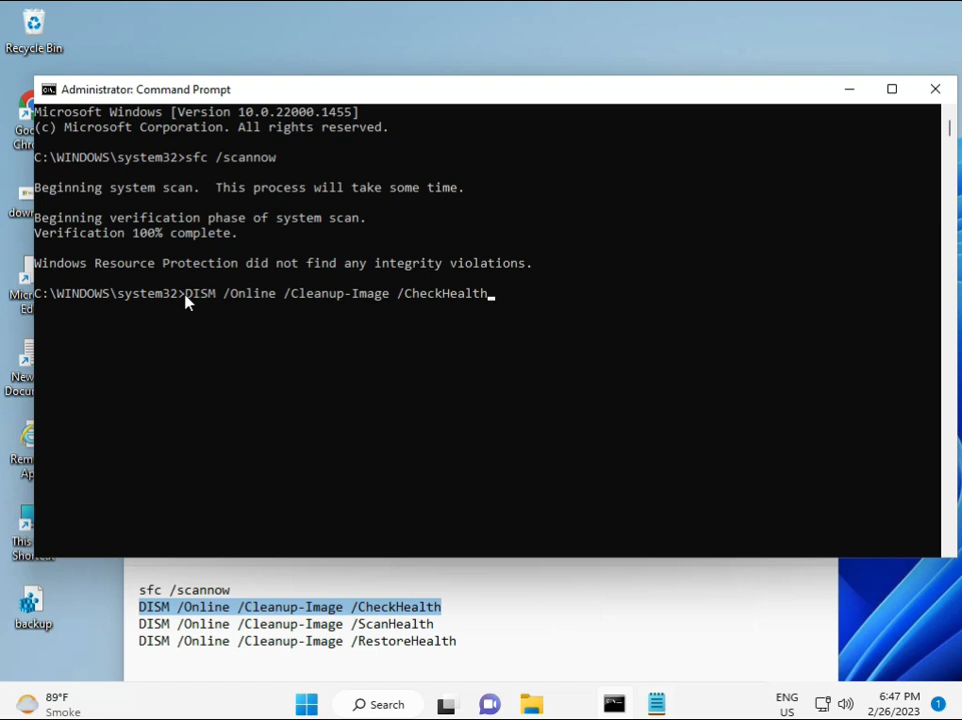 Recycle Bin
Administrator: Command Prompt
Microsoft Windows [Version 10.0.22000.1455]
(c) Microsoft Corporation. All rights reserved.
C:\WINDOWS\system32>sfc /scannow
Beginning system scan.  This process will take some time.
Beginning verification phase of system scan.
Verification 100% complete.
Windows Resource Protection did not find any integrity violations.
C:\WINDOWS\system32>DISM /Online /Cleanup-Image /CheckHealth
backup
sfc /scannow
DISM /Online /Cleanup-Image /CheckHealth
DISM /Online /Cleanup-Image /ScanHealth
DISM /Online /Cleanup-Image /RestoreHealth
89°F
Smoke
Search
ENG
US
6:47 PM
2/26/2023
1